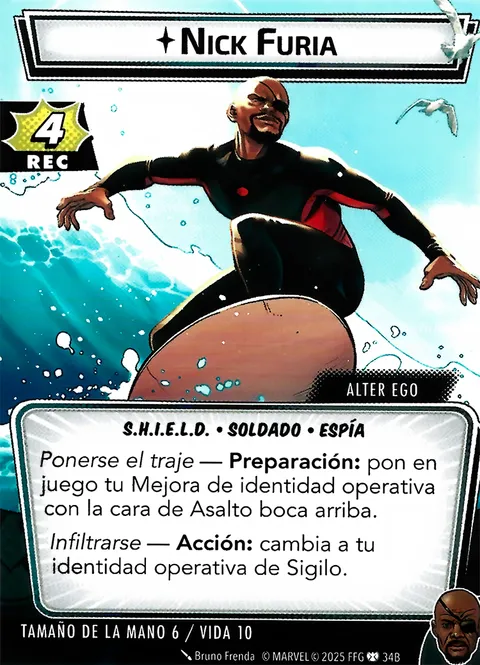 NICK FURIA
4
REC
ALTER EGO
S.H.I.E.L.D. • SOLDADO • ESPÍA
Ponerse el traje — Preparación: pon en
juego tu Mejora de identidad operativa
con la cara de Asalto boca arriba.
Infiltrarse — Acción: cambia a tu
identidad operativa de Sigilo.
TAMAÑO DE LA MANO 6 / VIDA 10
Bruno Frenda © MARVEL © 2025 FFG 34B